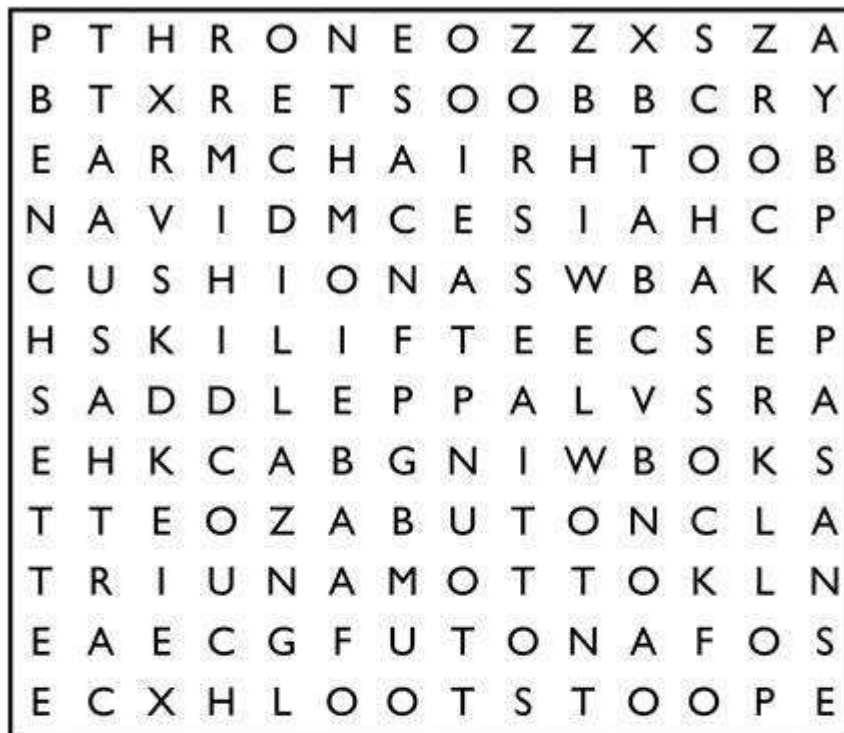 P T H R O N E O Z Z X S Z A
B T X R E T S O O B B C R Y
E A R M C H A I R H T O O B
N A V I D M C E S I A H C P
C U S H I O N A S W B A K A
H S K I L I F T E E C S E P
S A D D L E P P A L V S R A
E H K C A B G N I W B O K S
T T E O Z A B U T O N C L A
T R I U N A M O T T O K L N
E A E C G F U T O N A F O S
E C X H L O O T S T O O P E